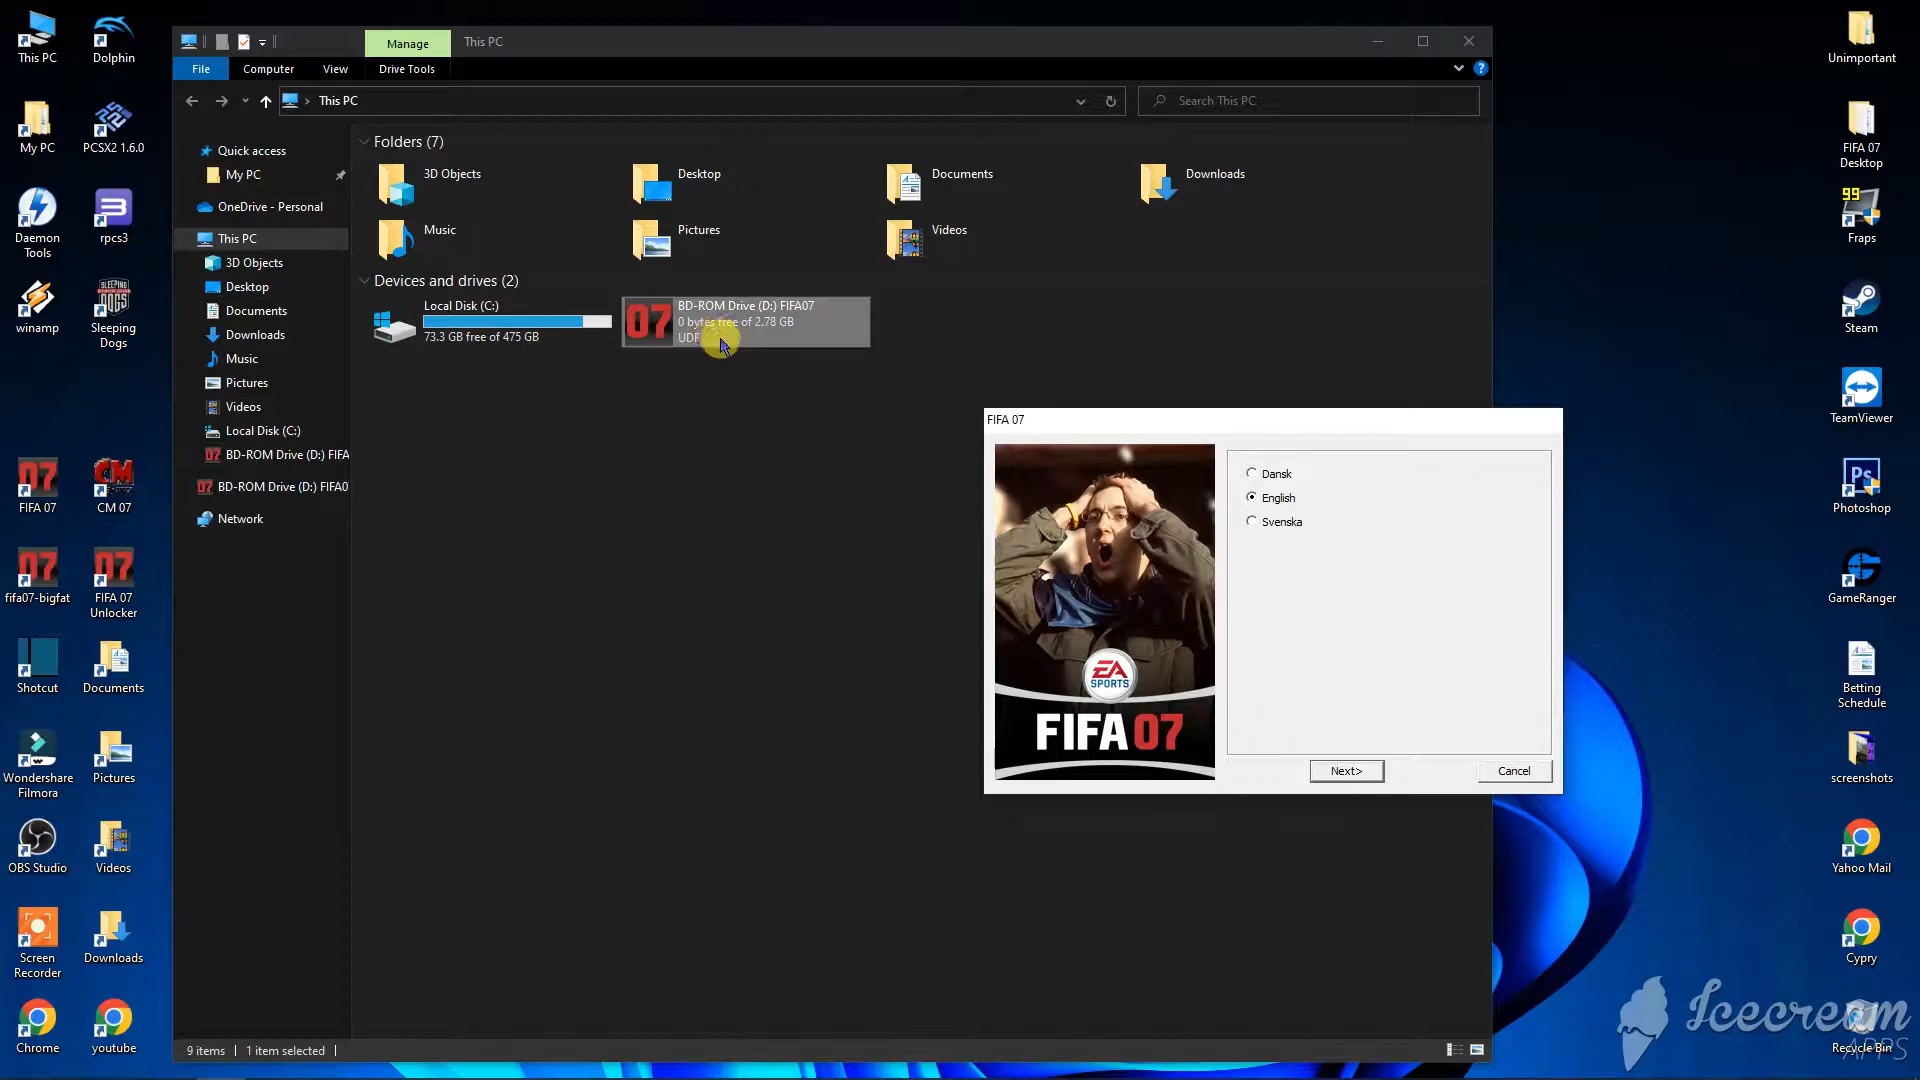 This PC
Dolphin
Manage
This PC
File
Computer
View
Drive Tools
This PC
Search This PC
My PC
PCSX2 1.6.0
Daemon
Tools
rpcs3
winamp
Sleeping
Dogs
FIFA 07
CM 07
fifa07-bigfat
FIFA 07
Unlocker
Shotcut
Documents
Wondershare
Filmora
Pictures
OBS Studio
Videos
Screen
Recorder
Downloads
Chrome
youtube
Quick access
My PC
OneDrive - Personal
This PC
3D Objects
Desktop
Documents
Downloads
Music
Pictures
Videos
Local Disk (C:)
BD-ROM Drive (D:) FIFA
BD-ROM Drive (D:) FIFA0
Network
Folders (7)
3D Objects
Desktop
Documents
Downloads
Music
Pictures
Videos
Devices and drives (2)
Local Disk (C:)
73.3 GB free of 475 GB
07
BD-ROM Drive (D:) FIFA07
0 bytes free of 2.78 GB
UDF
FIFA 07
Dansk
English
Svenska
EA
SPORTS
FIFA 07
Next>
Cancel
9 items
1 item selected
Unimportant
FIFA 07
Desktop
99
Fraps
Steam
TeamViewer
Ps
Photoshop
GameRanger
Betting
Schedule
screenshots
Yahoo Mail
Cypry
Recycle Bin
Icecream
APPS